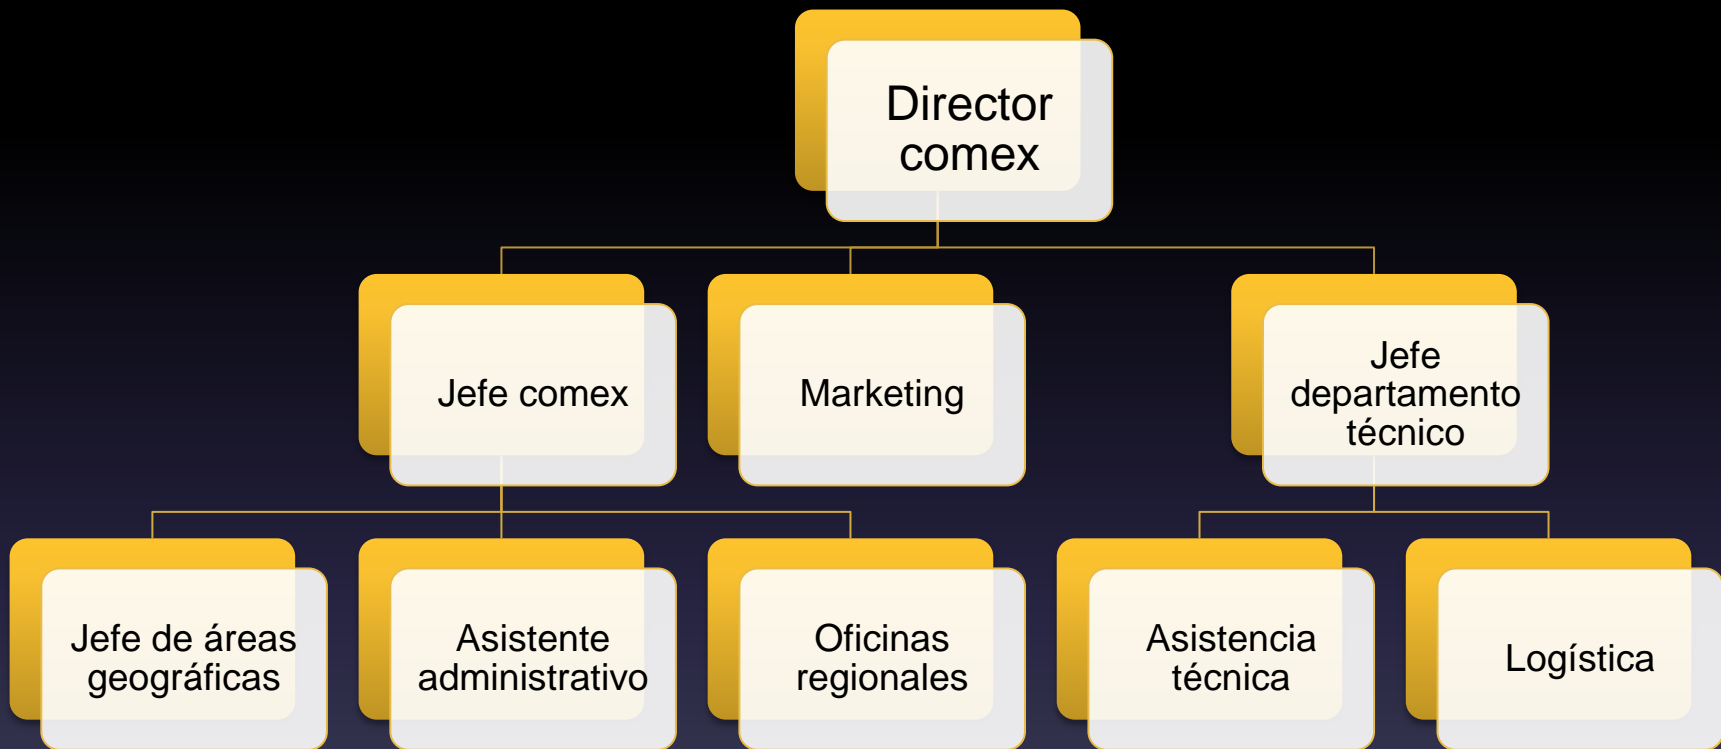 Director
comex
Jefe comex
Marketing
Jefe
departamento
técnico
Jefe de áreas
geográficas
Asistente
administrativo
Oficinas
regionales
Asistencia
técnica
Logística